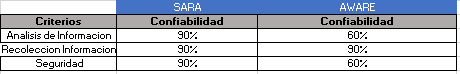 SARA AWARE
Criterios Confiabilidad Confiabilidad
Analisis de Informacion 90% 60%
Recoleccion Informacion 90% 90%
Seguridad 90% 60%